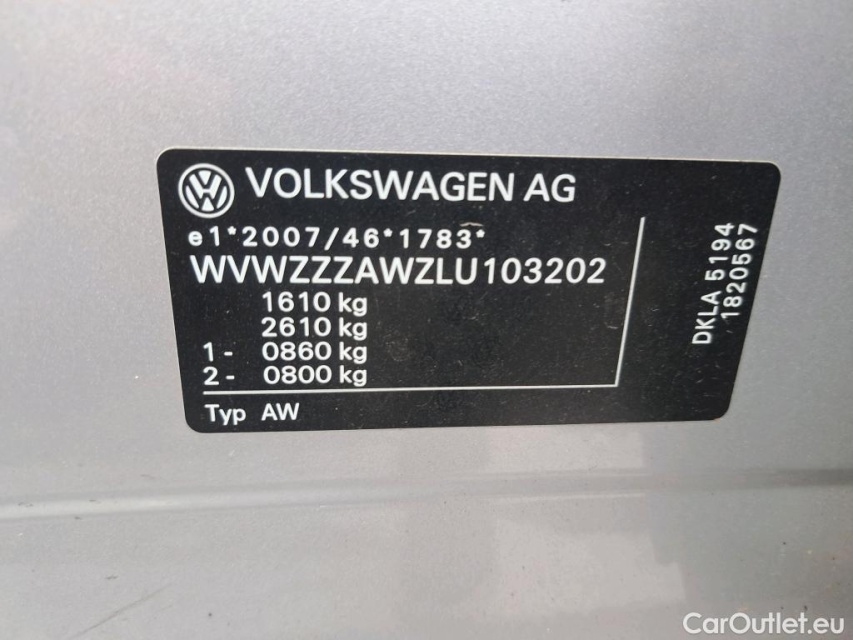 VOLKSWAGEN AG
e1*2007/46*1783*
WVWZZZAWZLU103202
1610 kg
2610 kg
1- 0860 kg
2- 0800 kg
Typ AW
DKLA 5194
1820567
CarOutlet.eu